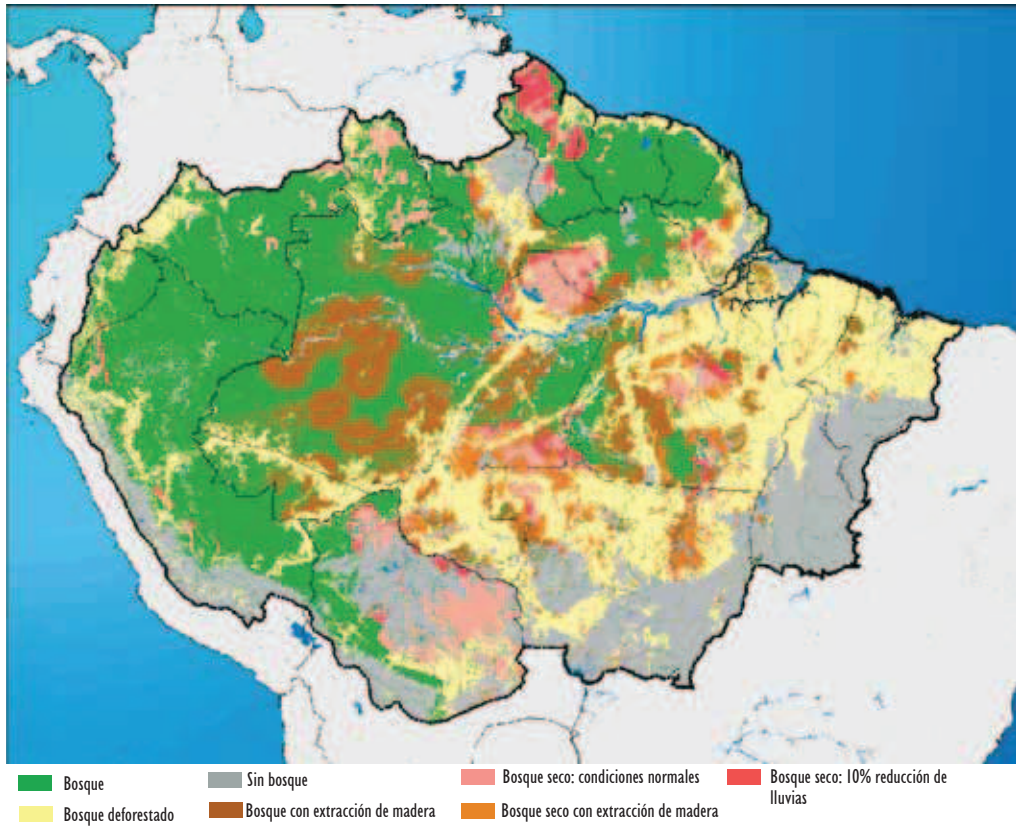 Bosque
Sin bosque
Bosque seco: condiciones normales
Bosque seco: 10% reducción de
lluvias
Bosque deforestado
Bosque con extracción de madera
Bosque seco con extracción de madera